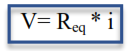 V= Req * i